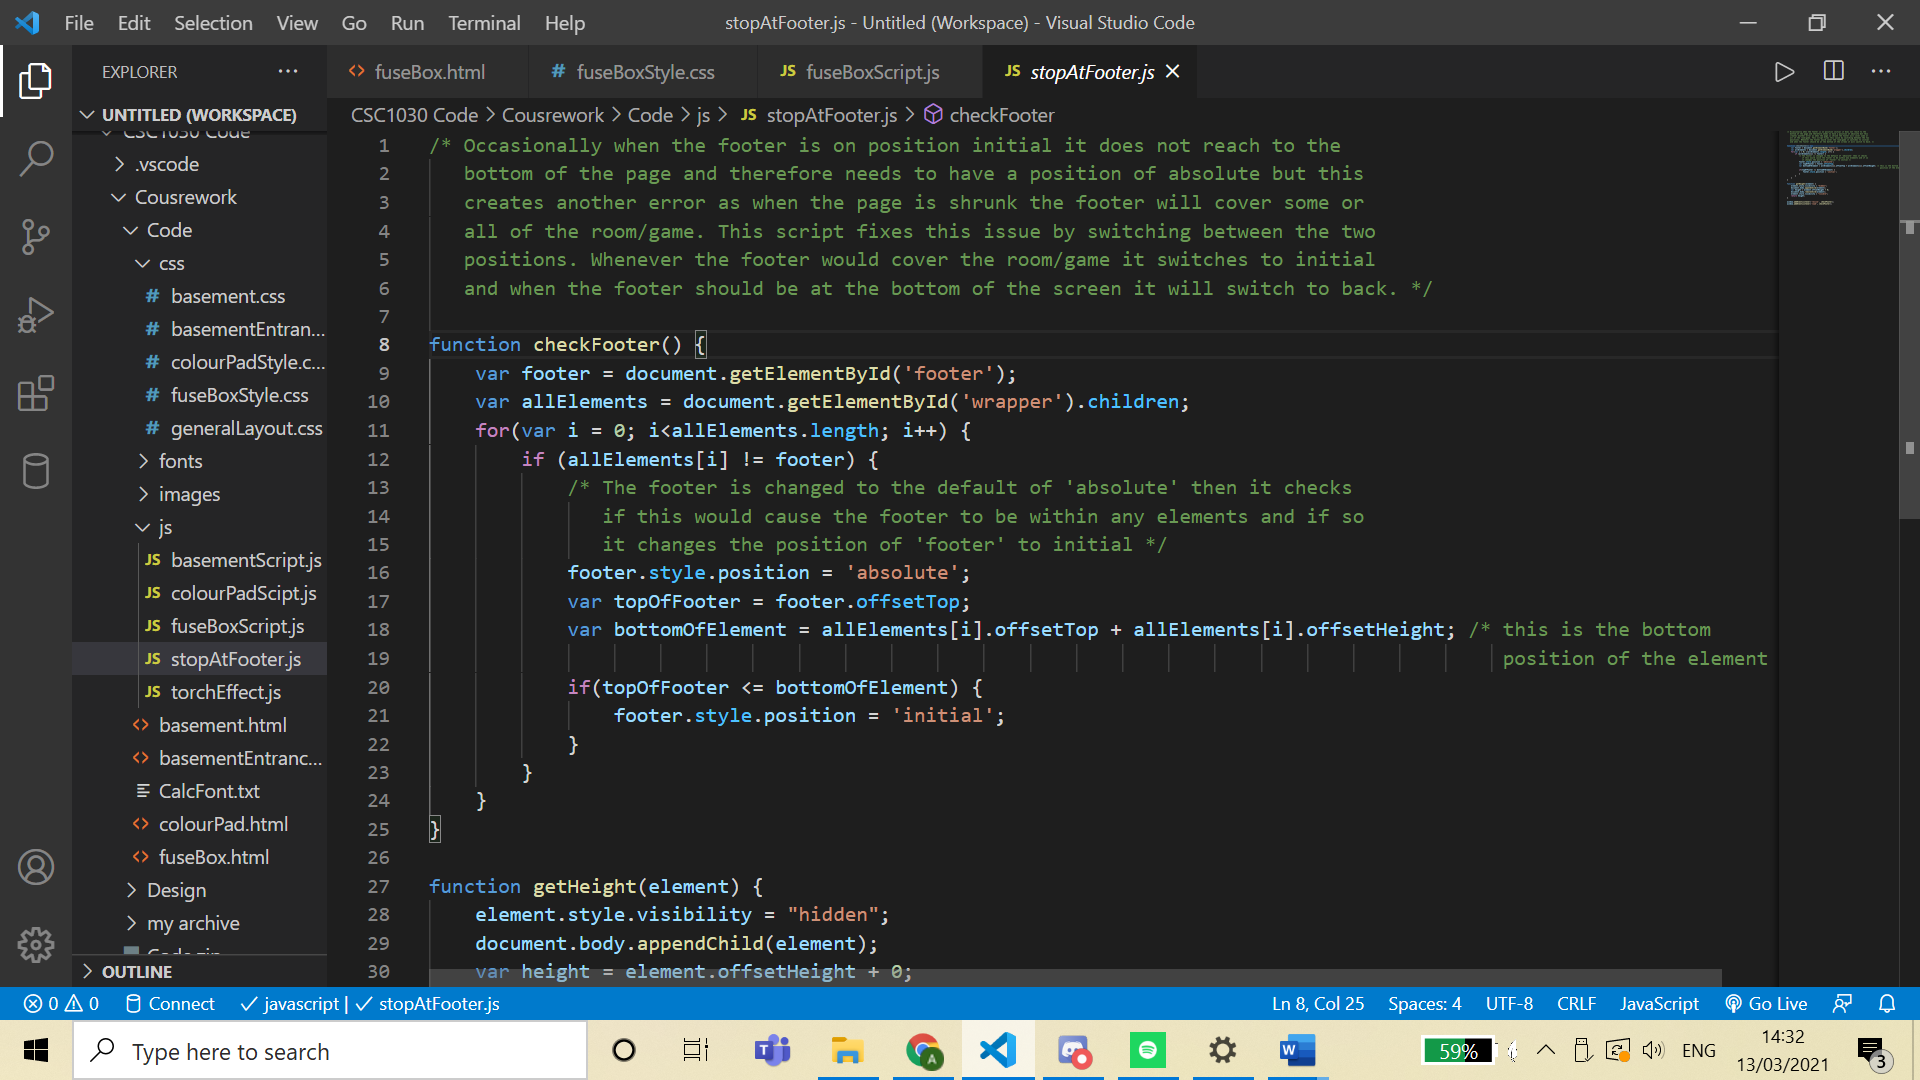 File Edit Selection View Go Run Terminal Help
stopAtFooter.js - Untitled (Workspace) - Visual Studio Code
EXPLORER
fuseBox.html
# fuseBoxStyle.css
JS fuseBoxScript.js
JS stopAtFooter.js
UNTITLED (WORKSPACE)
CSC1030 Code
.vscode
Cousrework
Code
css
# basement.css
# basementEntran...
# colourPadStyle.c...
# fuseBoxStyle.css
# generalLayout.css
fonts
images
js
JS basementScript.js
JS colourPadScipt.js
JS fuseBoxScript.js
JS stopAtFooter.js
JS torchEffect.js
basement.html
basementEntranc...
CalcFont.txt
colourPad.html
fuseBox.html
Design
my archive
OUTLINE
CSC1030 Code > Cousrework > Code > js > JS stopAtFooter.js > checkFooter
1 /* Occasionally when the footer is on position initial it does not reach to the
2 bottom of the page and therefore needs to have a position of absolute but this
3 creates another error as when the page is shrunk the footer will cover some or
4 all of the room/game. This script fixes this issue by switching between the two
5 positions. Whenever the footer would cover the room/game it switches to initial
6 and when the footer should be at the bottom of the screen it will switch to back. */
7
8 function checkFooter() {
9 var footer = document.getElementById('footer');
10 var allElements = document.getElementById('wrapper').children;
11 for(var i = 0; i<allElements.length; i++) {
12 if (allElements[i] != footer) {
13 /* The footer is changed to the default of 'absolute' then it checks
14 if this would cause the footer to be within any elements and if so
15 it changes the position of 'footer' to initial */
16 footer.style.position = 'absolute';
17 var topOfFooter = footer.offsetTop;
18 var bottomOfElement = allElements[i].offsetTop + allElements[i].offsetHeight; /* this is the bottom
19 position of the element
20 if(topOfFooter <= bottomOfElement) {
21 footer.style.position = 'initial';
22 }
23 }
24 }
25 }
26
27 function getHeight(element) {
28 element.style.visibility = "hidden";
29 document.body.appendChild(element);
30 var height = element.offsetHeight + 0;
0 0 Connect javascript | stopAtFooter.js
Ln 8, Col 25 Spaces: 4 UTF-8 CRLF JavaScript Go Live
Type here to search
59%
ENG
14:32
13/03/2021
3